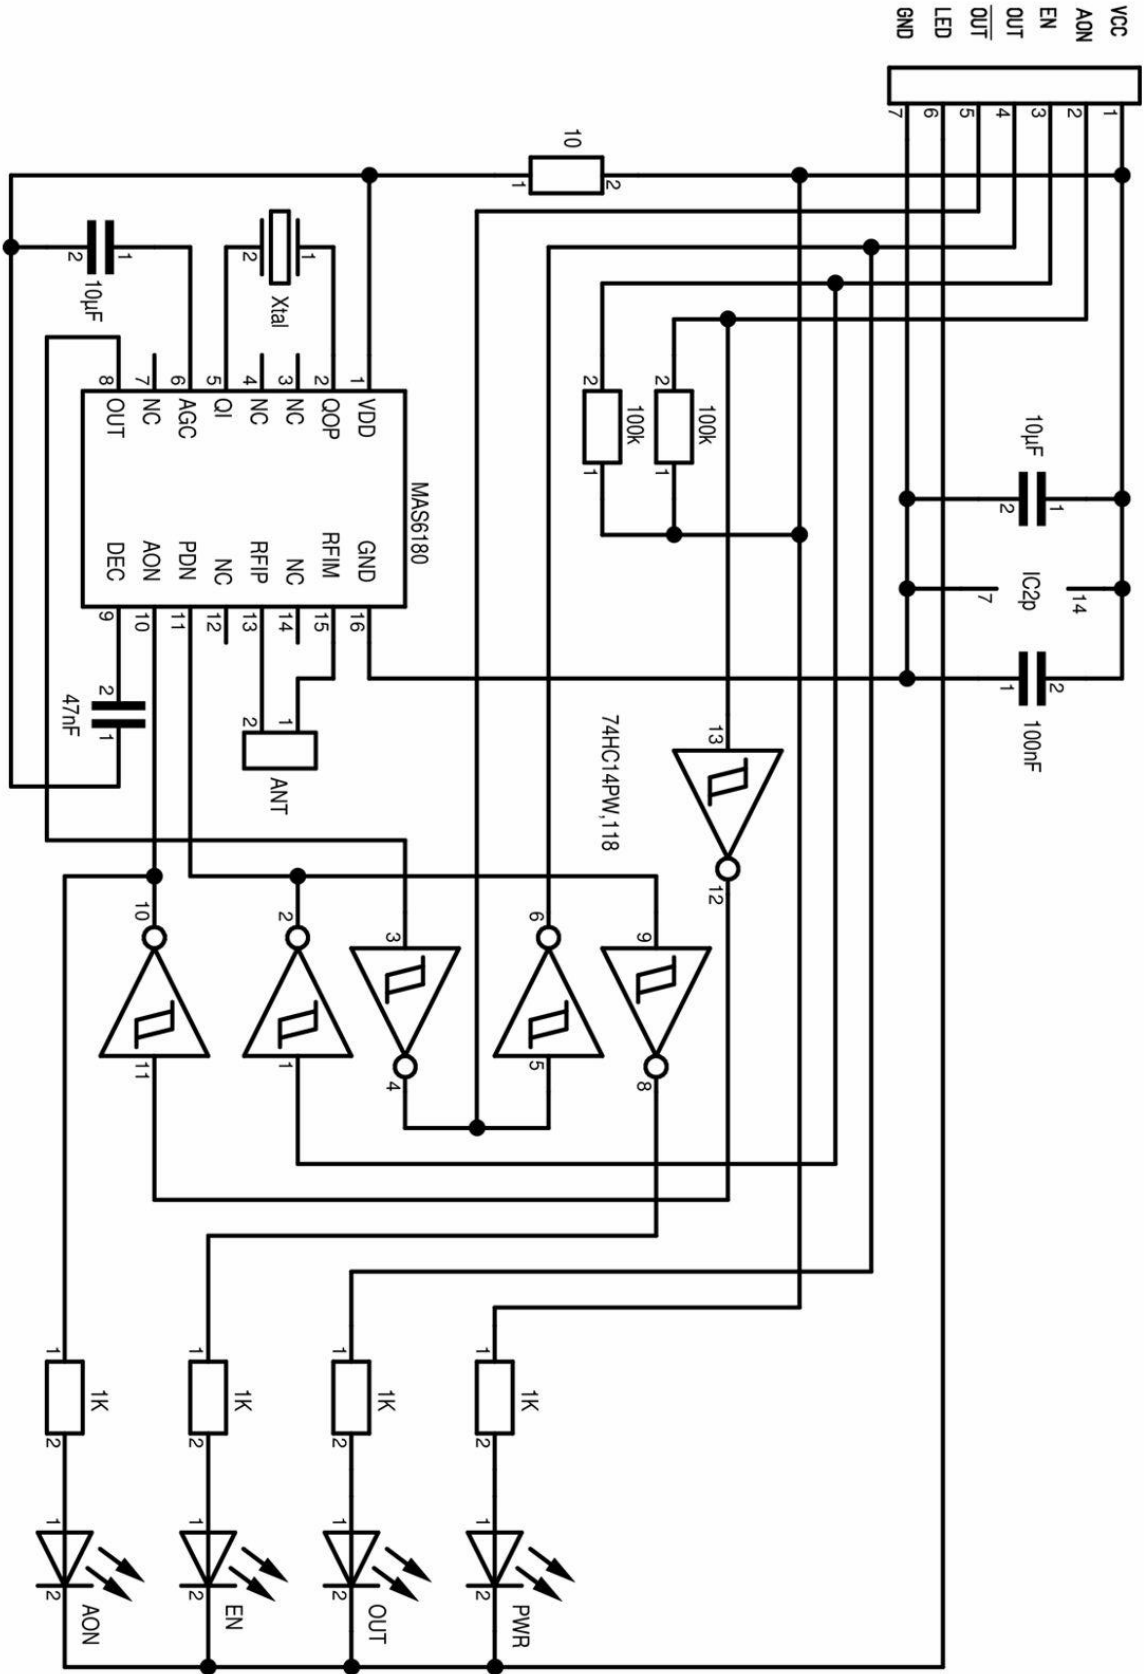 VCC
AON
EN
OUT
OUT
LED
GND
1
2
3
4
5
6
7
10
1
2
10µF
1
2
IC2p
14
7
100nF
2
1
100k
2
1
100k
2
1
Xtal
1
2
10µF
1
2
MAS6180
1
VDD
2
QOP
3
NC
4
NC
5
QI
6
AGC
7
NC
8
OUT
GND
16
RFIM
15
NC
14
RFIP
13
NC
12
PDN
11
AON
10
DEC
9
47nF
2
1
ANT
1
2
74HC14PW,118
13
12
9
8
6
5
3
4
2
1
10
11
1K
1
2
1K
1
2
1K
1
2
1K
1
2
PWR
1
2
OUT
1
2
EN
1
2
AON
1
2